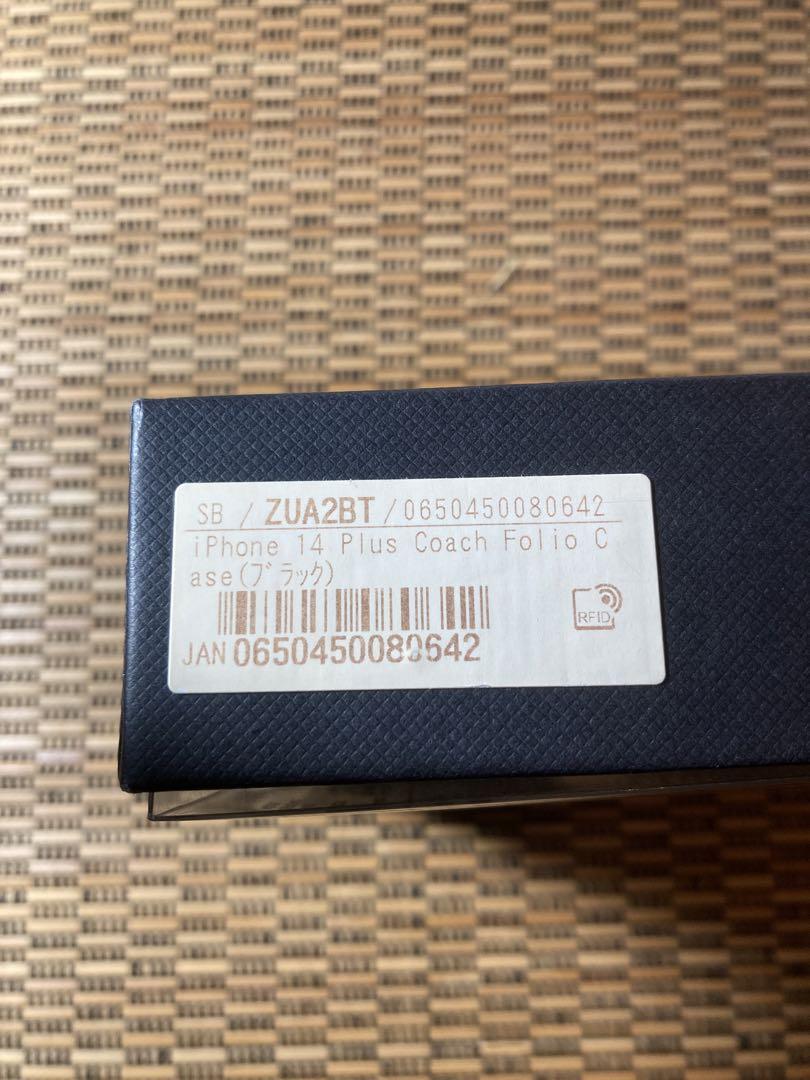 SB / ZUA2BT / 0650450080642
iPhone 14 Plus Coach Folio C
ase(ﾌﾞﾗｯｸ)
RFID
JAN 0650450080642